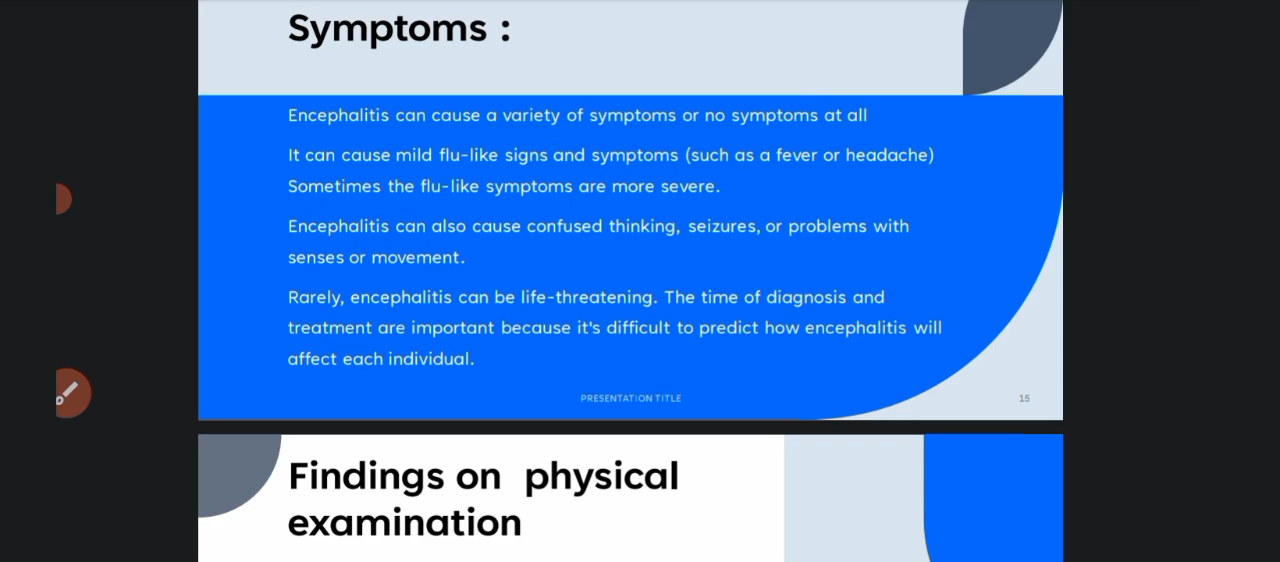 Symptoms :
Encephalitis can cause a variety of symptoms or no symptoms at all
It can cause mild flu-like signs and symptoms (such as a fever or headache)
Sometimes the flu-like symptoms are more severe.
Encephalitis can also cause confused thinking, seizures, or problems with
senses or movement.
Rarely, encephalitis can be life-threatening. The time of diagnosis and
treatment are important because it's difficult to predict how encephalitis will
affect each individual.
PRESENTATION TITLE
15
Findings on physical
examination